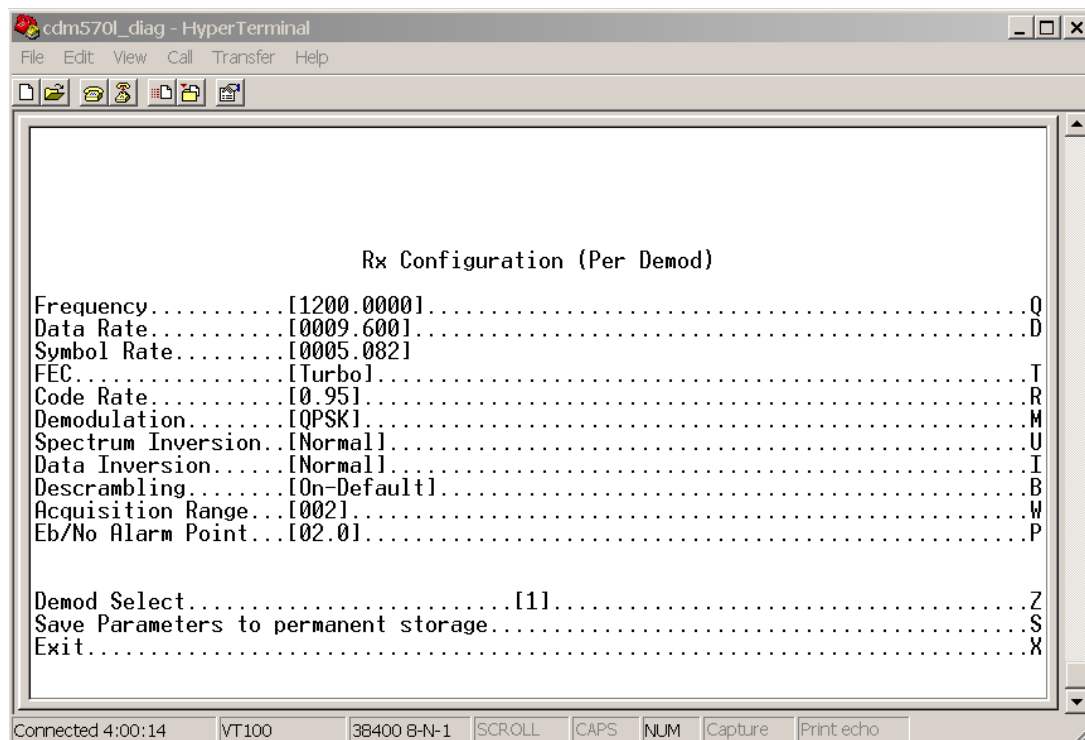 cdm570l_diag - HyperTerminal
File Edit View Call Transfer Help
Rx Configuration (Per Demod)
Frequency...........[1200.0000].................................................Q
Data Rate...........[0009.600]..................................................D
Symbol Rate.........[0005.082]
FEC.................[Turbo].....................................................T
Code Rate...........[0.95]......................................................R
Demodulation........[QPSK]......................................................M
Spectrum Inversion..[Normal]....................................................U
Data Inversion......[Normal]....................................................I
Descrambling........[On-Default]................................................B
Acquisition Range...[002].......................................................W
Eb/No Alarm Point...[02.0]......................................................P
Demod Select..........................[1].......................................Z
Save Parameters to permanent storage............................................S
Exit............................................................................X
Connected 4:00:14 VT100 38400 8-N-1 SCROLL CAPS NUM Capture Print echo